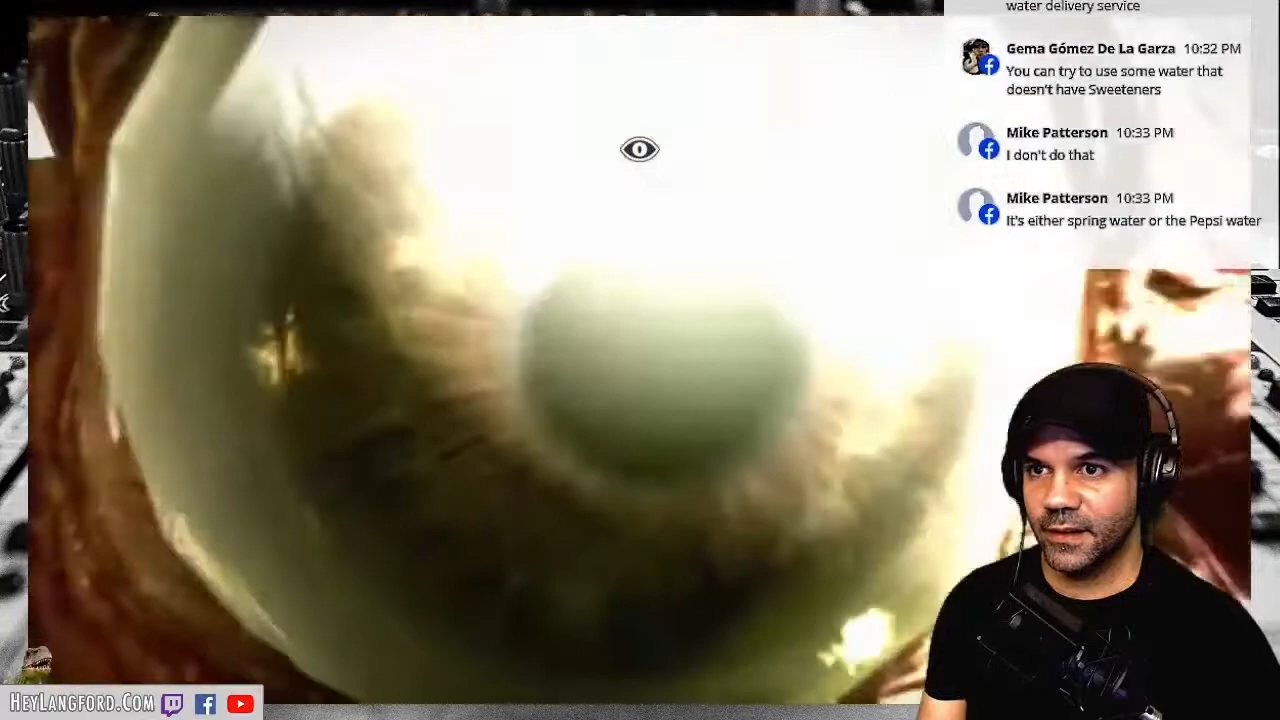 water delivery service
Gema Gómez De La Garza 10:32 PM
You can try to use some water that
doesn't have Sweeteners
Mike Patterson 10:33 PM
I don't do that
Mike Patterson 10:33 PM
It's either spring water or the Pepsi water
HeyLangford.Com